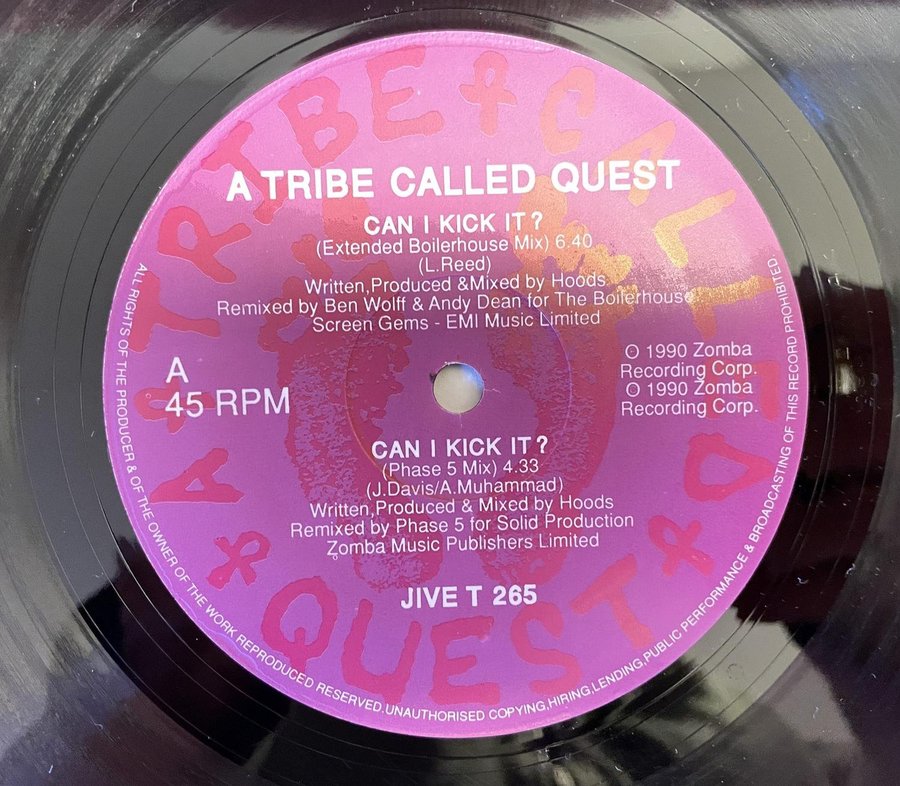 A TRIBE CALLED QUEST
A TRIBE CALLED QUEST
CAN I KICK IT?
(Extended Boilerhouse Mix) 6.40
(L.Reed)
Written,Produced &Mixed by Hoods.
Remixed by Ben Wolff & Andy Dean for The Boilerhouse.
Screen Gems - EMI Music Limited
A
45 RPM
℗ 1990 Zomba
Recording Corp.
© 1990 Zomba
Recording Corp.
CAN I KICK IT?
(Phase 5 Mix) 4.33
(J.Davis/A.Muhammad)
Written,Produced & Mixed by Hoods
Remixed by Phase 5 for Solid Production
Zomba Music Publishers Limited
JIVE T 265
ALL RIGHTS OF THE PRODUCER & OF THE OWNER OF THE WORK REPRODUCED RESERVED.UNAUTHORISED COPYING,HIRING,LENDING,PUBLIC PERFORMANCE & BROADCASTING OF THIS RECORD PROHIBITED.